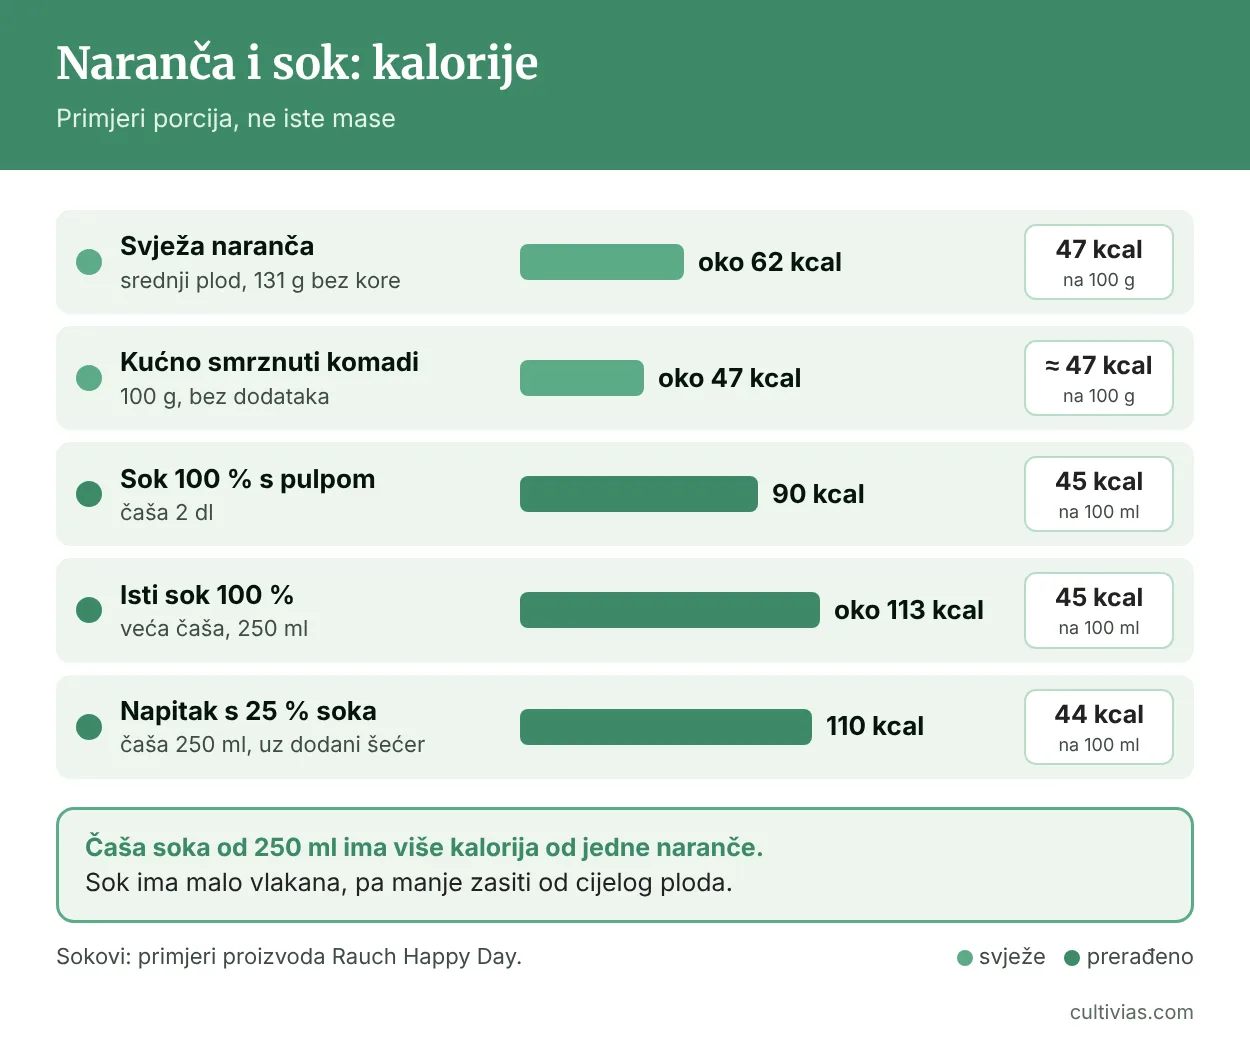 Naranča i sok: kalorije
Primjeri porcija, ne iste mase
Svježa naranča
srednji plod, 131 g bez kore
oko 62 kcal
47 kcal
na 100 g
Kućno smrznuti komadi
100 g, bez dodataka
oko 47 kcal
≈ 47 kcal
na 100 g
Sok 100 % s pulpom
čaša 2 dl
90 kcal
45 kcal
na 100 ml
Isti sok 100 %
veća čaša, 250 ml
oko 113 kcal
45 kcal
na 100 ml
Napitak s 25 % soka
čaša 250 ml, uz dodani šećer
110 kcal
44 kcal
na 100 ml
Čaša soka od 250 ml ima više kalorija od jedne naranče.
Sok ima malo vlakana, pa manje zasiti od cijelog ploda.
Sokovi: primjeri proizvoda Rauch Happy Day.
svježe
prerađeno
cultivias.com